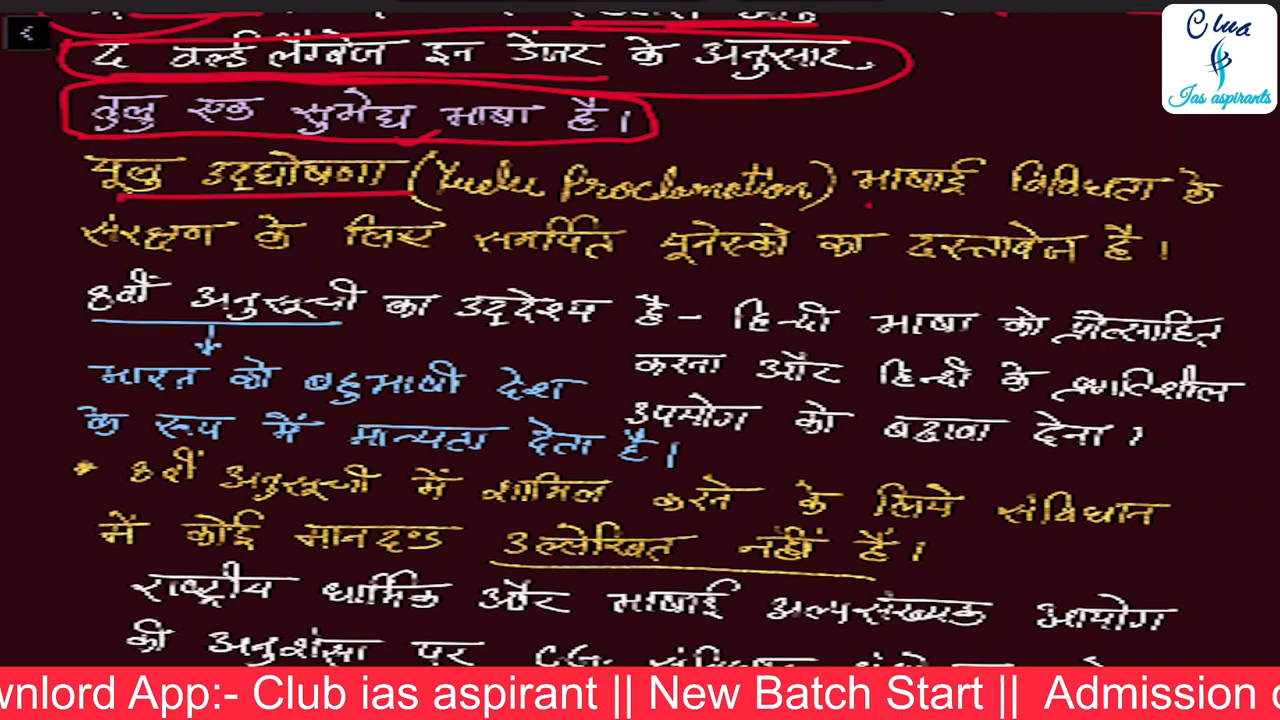 Club
Ias aspirants
द वर्ल्ड लैंग्वेज इन डेंजर के अनुसार,
तुलु एक सुमेद्य भाषा है।
यूलु उद्घोषणा (Yuelu Proclamation) भाषाई विविधता के
संरक्षण के लिए समर्पित यूनेस्को का दस्तावेज है।
8वीं अनुसूची का उद्देश्य है - हिन्दी भाषा को प्रोत्साहित
करना और हिन्दी के प्रगतिशील
उपयोग को बढ़ावा देना।
भारत को बहुभाषी देश
के रूप में मान्यता देता है।
* 8वीं अनुसूची में शामिल करने के लिये संविधान
में कोई मानदण्ड उल्लेखित नहीं है।
राष्ट्रीय धार्मिक और भाषाई अल्पसंख्यक आयोग
की अनुशंसा पर
wnlord App:- Club ias aspirant || New Batch Start || Admission